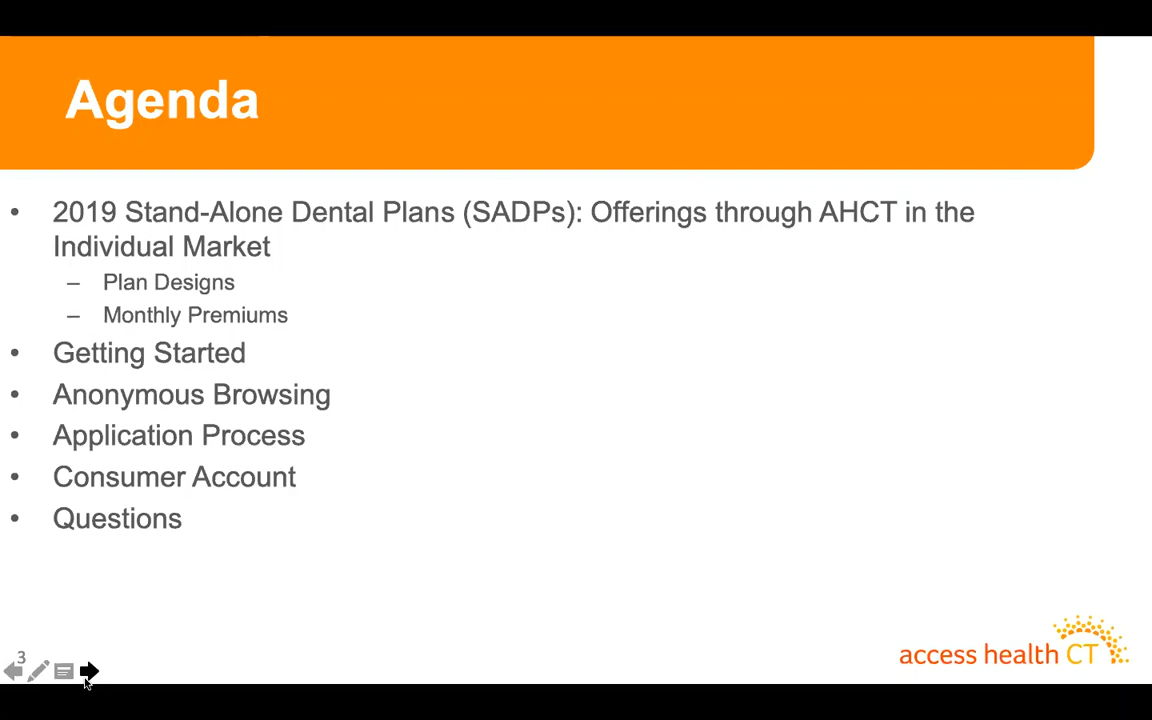 Agenda
• 2019 Stand-Alone Dental Plans (SADPs): Offerings through AHCT in the
Individual Market
– Plan Designs
– Monthly Premiums
• Getting Started
• Anonymous Browsing
• Application Process
• Consumer Account
• Questions
3
access health CT